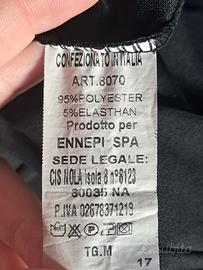 CONFEZIONATO IN ITALIA
ART.8070
95%POLYESTER
5%ELASTHAN
Prodotto per
ENNEPI SPA
SEDE LEGALE:
CIS NOLA isola 8 n°8123
80035 NA
P.IVA 02678371219
TG.M
17
subito